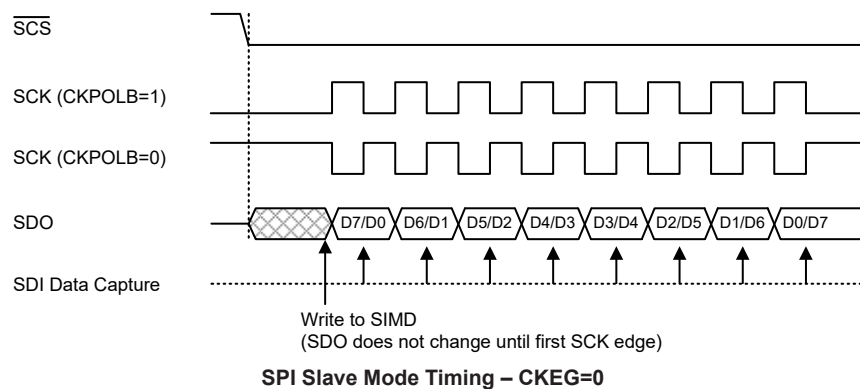 SCS
SCK (CKPOLB=1)
SCK (CKPOLB=0)
SDO
D7/D0 D6/D1 D5/D2 D4/D3 D3/D4 D2/D5 D1/D6 D0/D7
SDI Data Capture
Write to SIMD
(SDO does not change until first SCK edge)
SPI Slave Mode Timing – CKEG=0